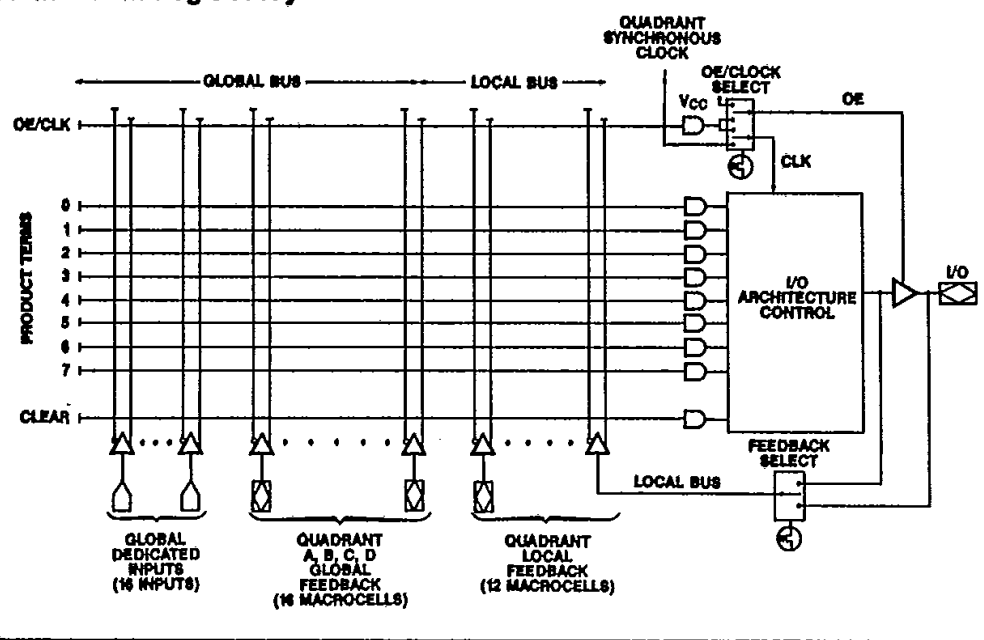 QUADRANT
SYNCHRONOUS
CLOCK
GLOBAL BUS
LOCAL BUS
OE/CLOCK
SELECT
VCC
OE
OE/CLK
CLK
PRODUCT TERMS
0
1
2
3
4
5
6
7
CLEAR
I/O
ARCHITECTURE
CONTROL
I/O
FEEDBACK
SELECT
LOCAL BUS
GLOBAL
DEDICATED
INPUTS
(16 INPUTS)
QUADRANT
A, B, C, D
GLOBAL
FEEDBACK
(16 MACROCELLS)
QUADRANT
LOCAL
FEEDBACK
(12 MACROCELLS)